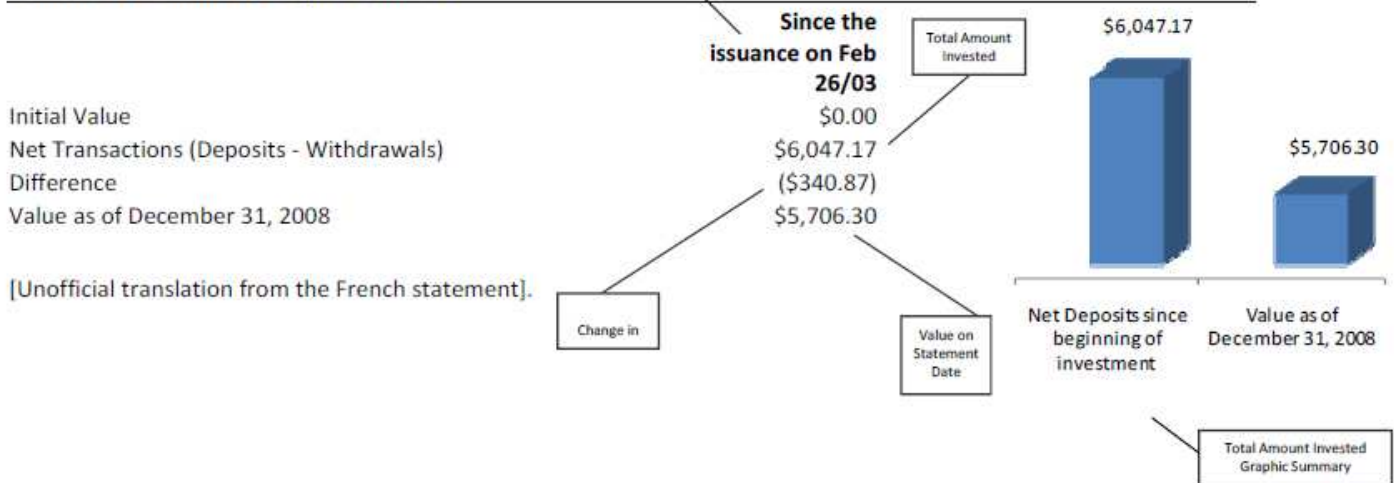 Since the
issuance on Feb
26/03
Initial Value $0.00
Net Transactions (Deposits - Withdrawals) $6,047.17
Difference ($340.87)
Value as of December 31, 2008 $5,706.30
[Unofficial translation from the French statement].
Total Amount
Invested
Change in
Value on
Statement
Date
$6,047.17
$5,706.30
Net Deposits since
beginning of
investment
Value as of
December 31, 2008
Total Amount Invested
Graphic Summary